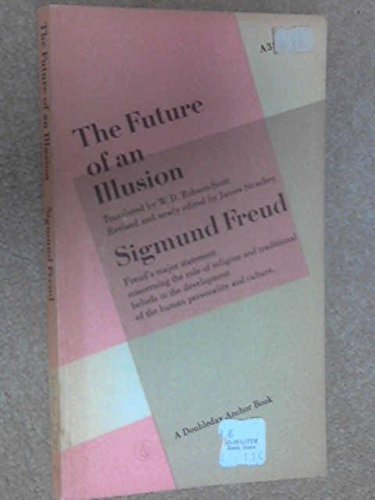 The Future of an Illusion Sigmund Freud
A3
The Future
of an
Illusion
Translated by W. D. Robson-Scott
Revised and newly edited by James Strachey
Sigmund Freud
Freud's major statement
concerning the role of religion and traditional
beliefs in the development
of the human personality and culture.
A Doubleday Anchor Book